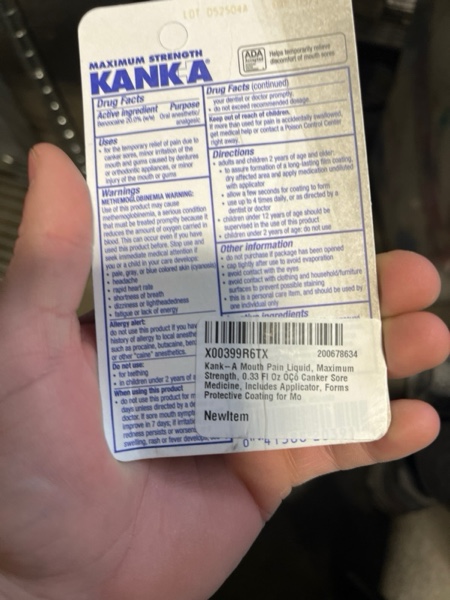 LOT 0525044
MAXIMUM STRENGTH
KANKA
ADA
Helps temporarily relieve
discomfort of mouth sores
Drug Facts
Active ingredient Purpose
Benzocaine 20.0% (w/w) Oral anesthetic/
analgesic
Uses
• for the temporary relief of pain due to
canker sores, minor irritation of the
mouth and gums caused by dentures
or orthodontic appliances, or minor
injury of the mouth or gums
Warnings
METHEMOGLOBINEMIA WARNING:
Use of this product may cause
methemoglobinemia, a serious condition
that must be treated promptly because it
reduces the amount of oxygen carried in
blood. This can occur even if you have
used this product before. Stop use and
seek immediate medical attention if
you or a child in your care develops:
• pale, gray, or blue colored skin (cyanosis)
• headache
• rapid heart rate
• shortness of breath
• dizziness or lightheadedness
• fatigue or lack of energy
Allergy alert:
do not use this product if you have
history of allergy to local anesthe
such as procaine, butacaine, benz
or other "caine" anesthetics.
Do not use:
• for teething
• in children under 2 years of a
When using this product
• do not use this product for m
days unless directed by a de
doctor. If sore mouth sympt
improve in 7 days; if irritatio
redness persists or worsens
swelling, rash or fever develops
Drug Facts (continued)
your dentist or doctor promptly.
• do not exceed recommended dosage.
Keep out of reach of children.
If more than used for pain is accidentally swallowed,
get medical help or contact a Poison Control Center
right away.
Directions
• adults and children 2 years of age and older:
• to assure formation of a long-lasting film coating,
dry affected area and apply medication undiluted
with applicator
• allow a few seconds for coating to form
• use up to 4 times daily, or as directed by a
dentist or doctor
• children under 12 years of age should be
supervised in the use of this product
• children under 2 years of age: do not use
Other information
• do not purchase if package has been opened
• cap tightly after use to avoid evaporation
• avoid contact with the eyes
• avoid contact with clothing and household/furniture
surfaces to prevent possible staining
• this is a personal care item, and should be used by
one individual only
ingredients
X00399R6TX 200678634
Kank-A Mouth Pain Liquid, Maximum
Strength, 0.33 Fl Oz OÇô Canker Sore
Medicine, Includes Applicator, Forms
Protective Coating for Mo
NewItem